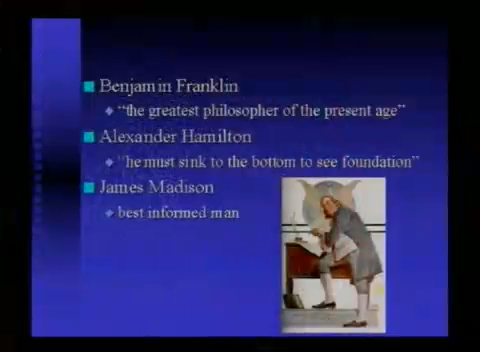 Benjamin Franklin
“the greatest philosopher of the present age”
Alexander Hamilton
“he must sink to the bottom to see foundation”
James Madison
best informed man